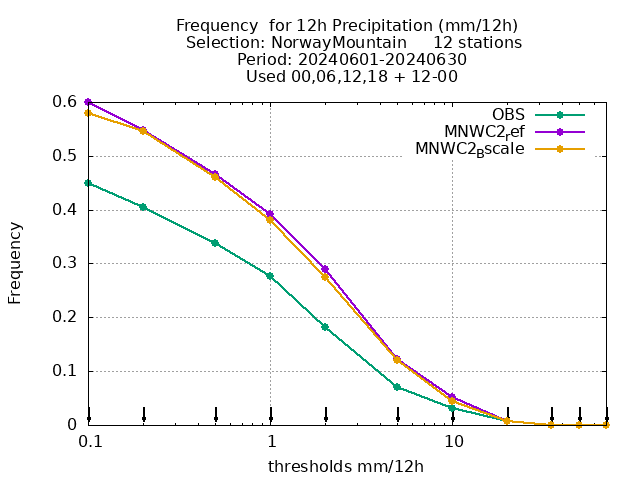 Frequency  for 12h Precipitation (mm/12h)
Selection: NorwayMountain     12 stations
Period: 20240601-20240630
Used 00,06,12,18 + 12-00
OBS
MNWC2ref
MNWC2Bscale
0.6
0.5
0.4
0.3
0.2
0.1
0
Frequency
0.1
1
10
thresholds mm/12h